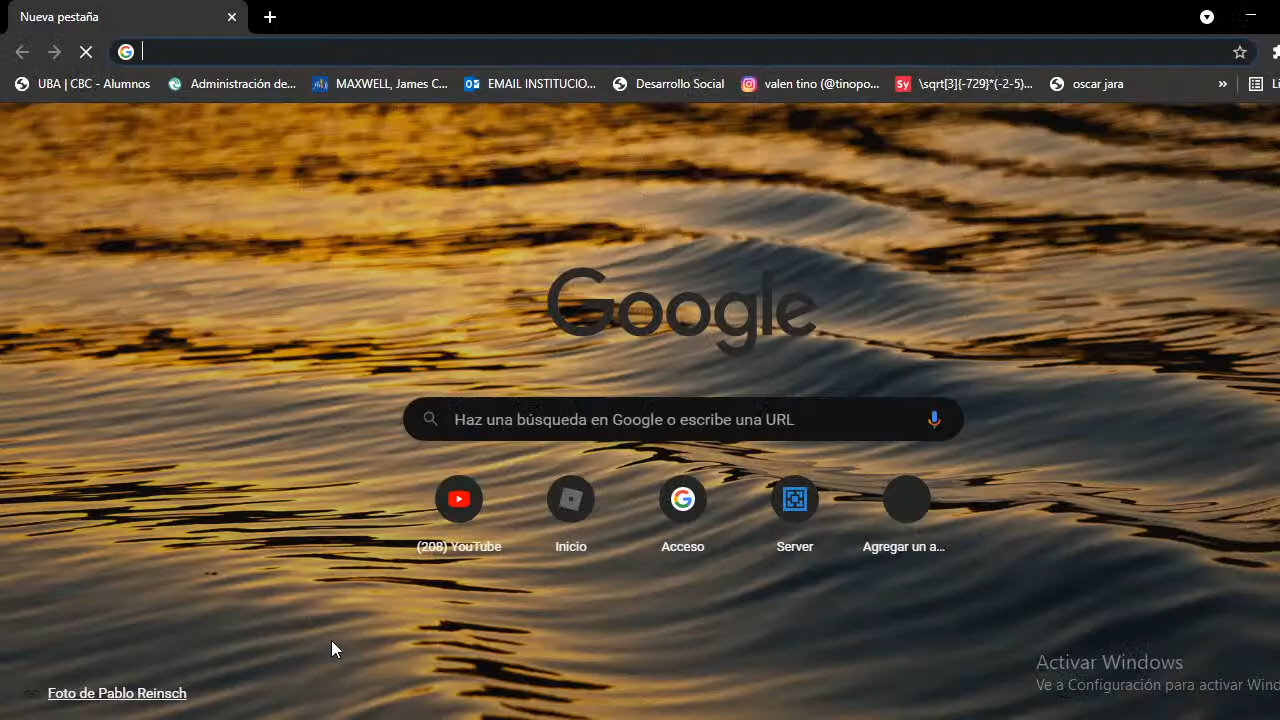 Nueva pestaña
UBA | CBC - Alumnos
Administración de...
MAXWELL, James C...
EMAIL INSTITUCIO...
Desarrollo Social
valen tino (@tinopo...
Sy
\sqrt[3]{-729}*(-2-5)...
oscar jara
»
Li
Google
Haz una búsqueda en Google o escribe una URL
(208) YouTube
Inicio
Acceso
Server
Agregar un a...
Activar Windows
Ve a Configuración para activar Wind
Foto de Pablo Reinsch